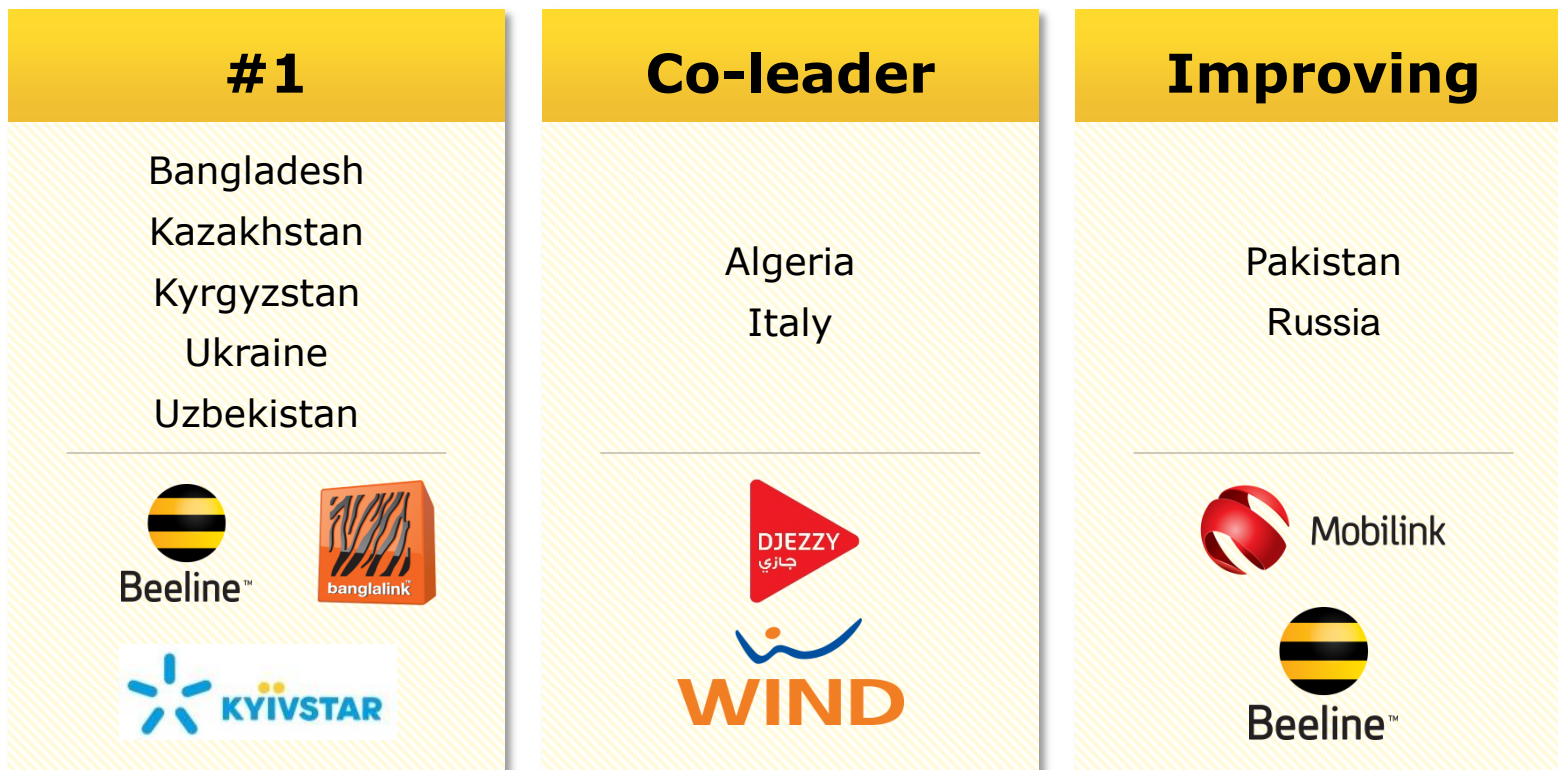 #1
Bangladesh
Kazakhstan
Kyrgyzstan
Ukraine
Uzbekistan
Beeline™
banglalink™
KYÏVSTAR
Co-leader
Algeria
Italy
DJEZZY
جازي
WIND
Improving
Pakistan
Russia
Mobilink
Beeline™